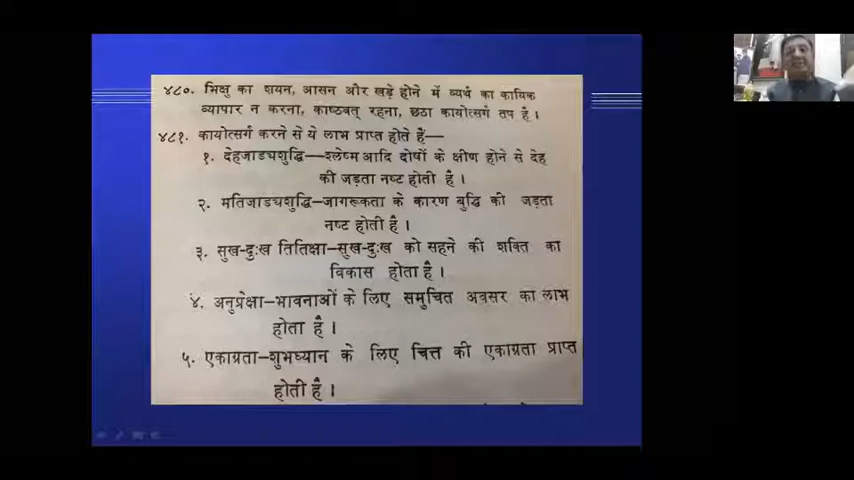 ४८०. भिक्षु का शयन, आसन और खड़े होने में व्यर्थ का कायिक
व्यापार न करना, काष्ठवत् रहना, छठा कायोत्सर्ग तप है।
४८१. कायोत्सर्ग करने से ये लाभ प्राप्त होते हैं—
१. देहजाड्यशुद्धि—श्लेष्म आदि दोषों के क्षीण होने से देह
की जड़ता नष्ट होती है।
२. मतिजाड्यशुद्धि—जागरूकता के कारण बुद्धि की जड़ता
नष्ट होती है।
३. सुख-दुःख तितिक्षा—सुख-दुःख को सहने की शक्ति का
विकास होता है।
४. अनुप्रेक्षा—भावनाओं के लिए समुचित अवसर का लाभ
होता है।
५. एकाग्रता—शुभध्यान के लिए चित्त की एकाग्रता प्राप्त
होती है।